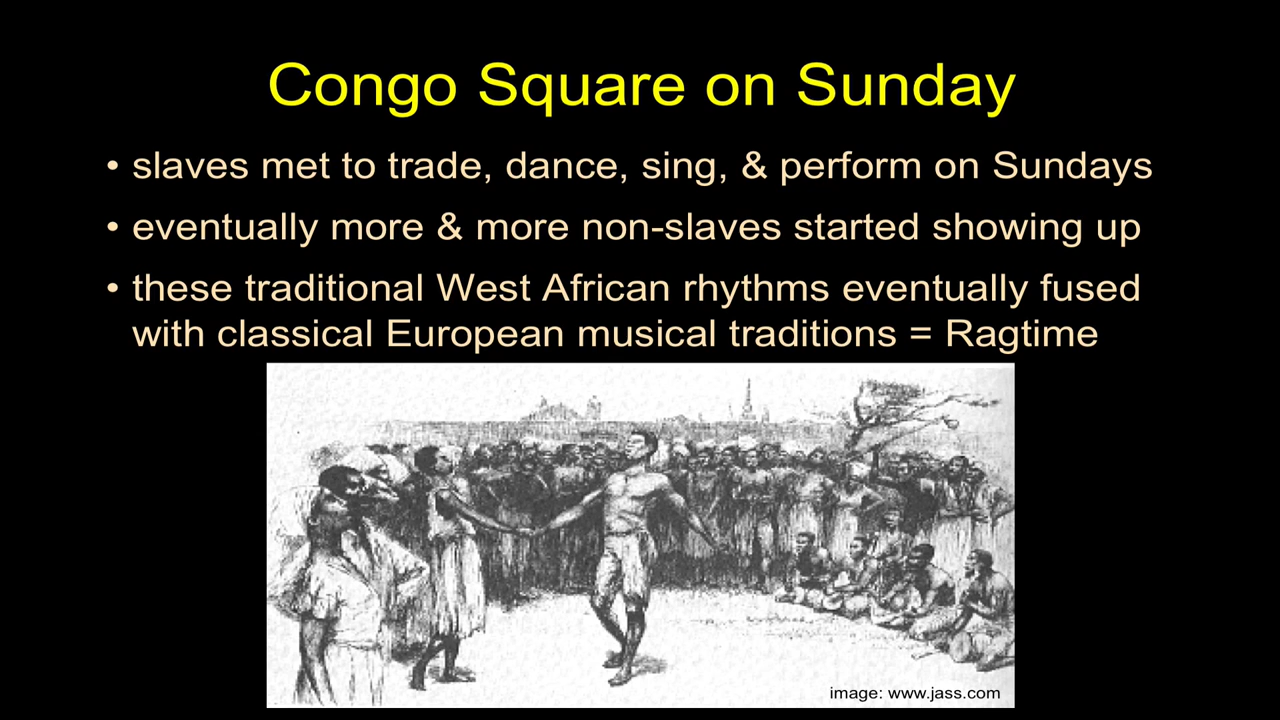 Congo Square on Sunday
• slaves met to trade, dance, sing, & perform on Sundays
• eventually more & more non-slaves started showing up
• these traditional West African rhythms eventually fused
with classical European musical traditions = Ragtime
image: www.jass.com